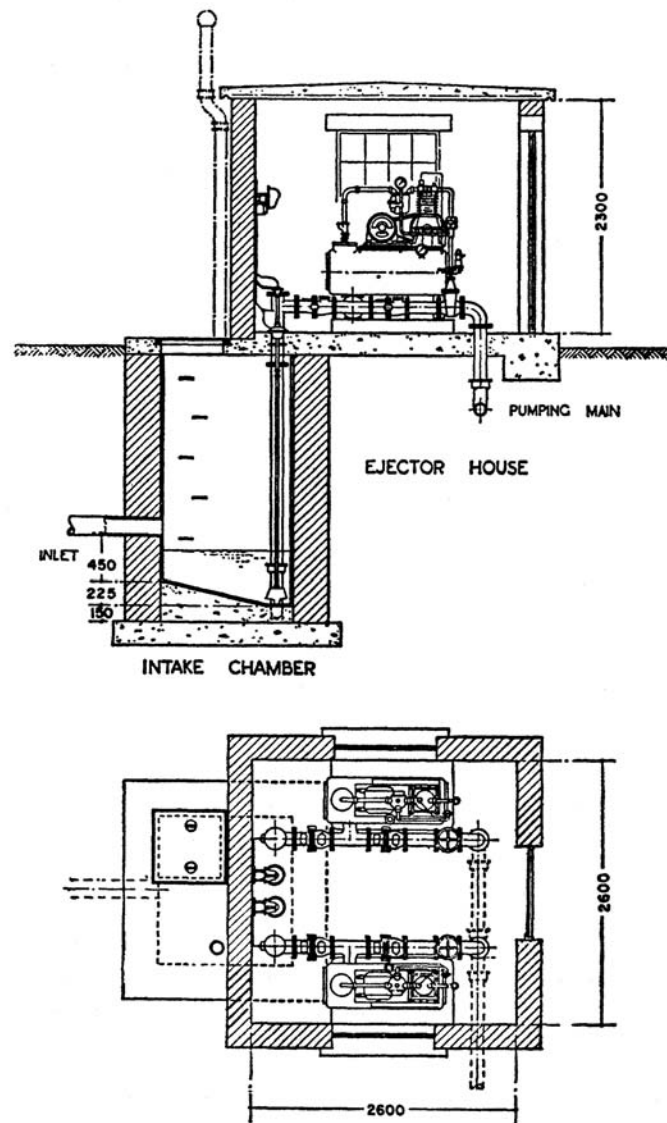 2300
PUMPING MAIN
EJECTOR HOUSE
INLET
450
225
150
INTAKE CHAMBER
2600
2600